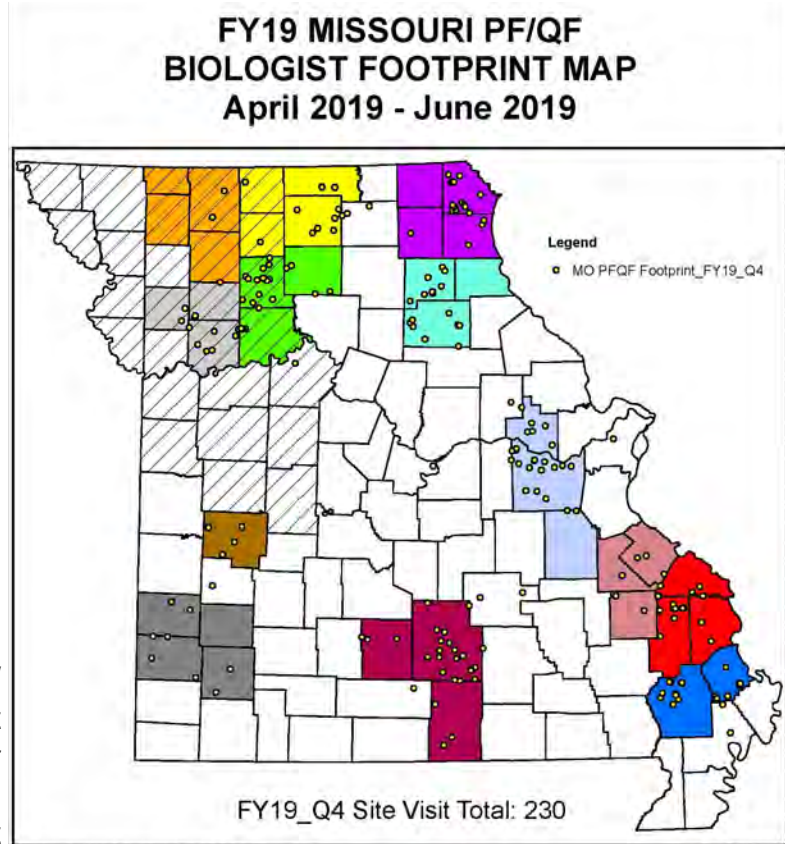 FY19 MISSOURI PF/QF
BIOLOGIST FOOTPRINT MAP
April 2019 - June 2019
Legend
MO PFQF Footprint_FY19_Q4
FY19_Q4 Site Visit Total: 230